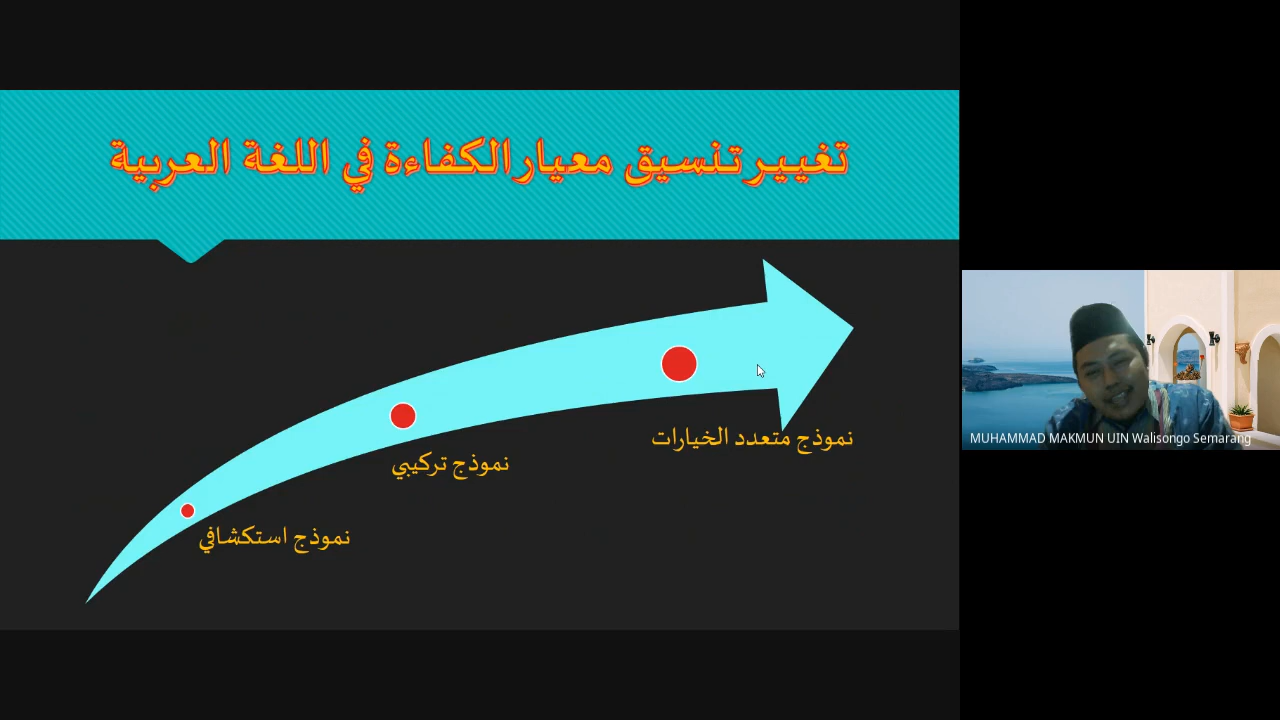 تغيير تنسيق معيار الكفاءة في اللغة العربية
نموذج متعدد الخيارات
نموذج تركيبي
نموذج استكشافي
MUHAMMAD MAKMUN UIN Walisongo Semarang